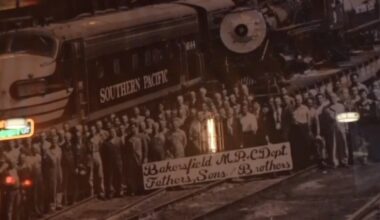 SOUTHERN PACIFIC
Bakersfield M.P.&C.Dept.
Fathers, Sons & Brothers